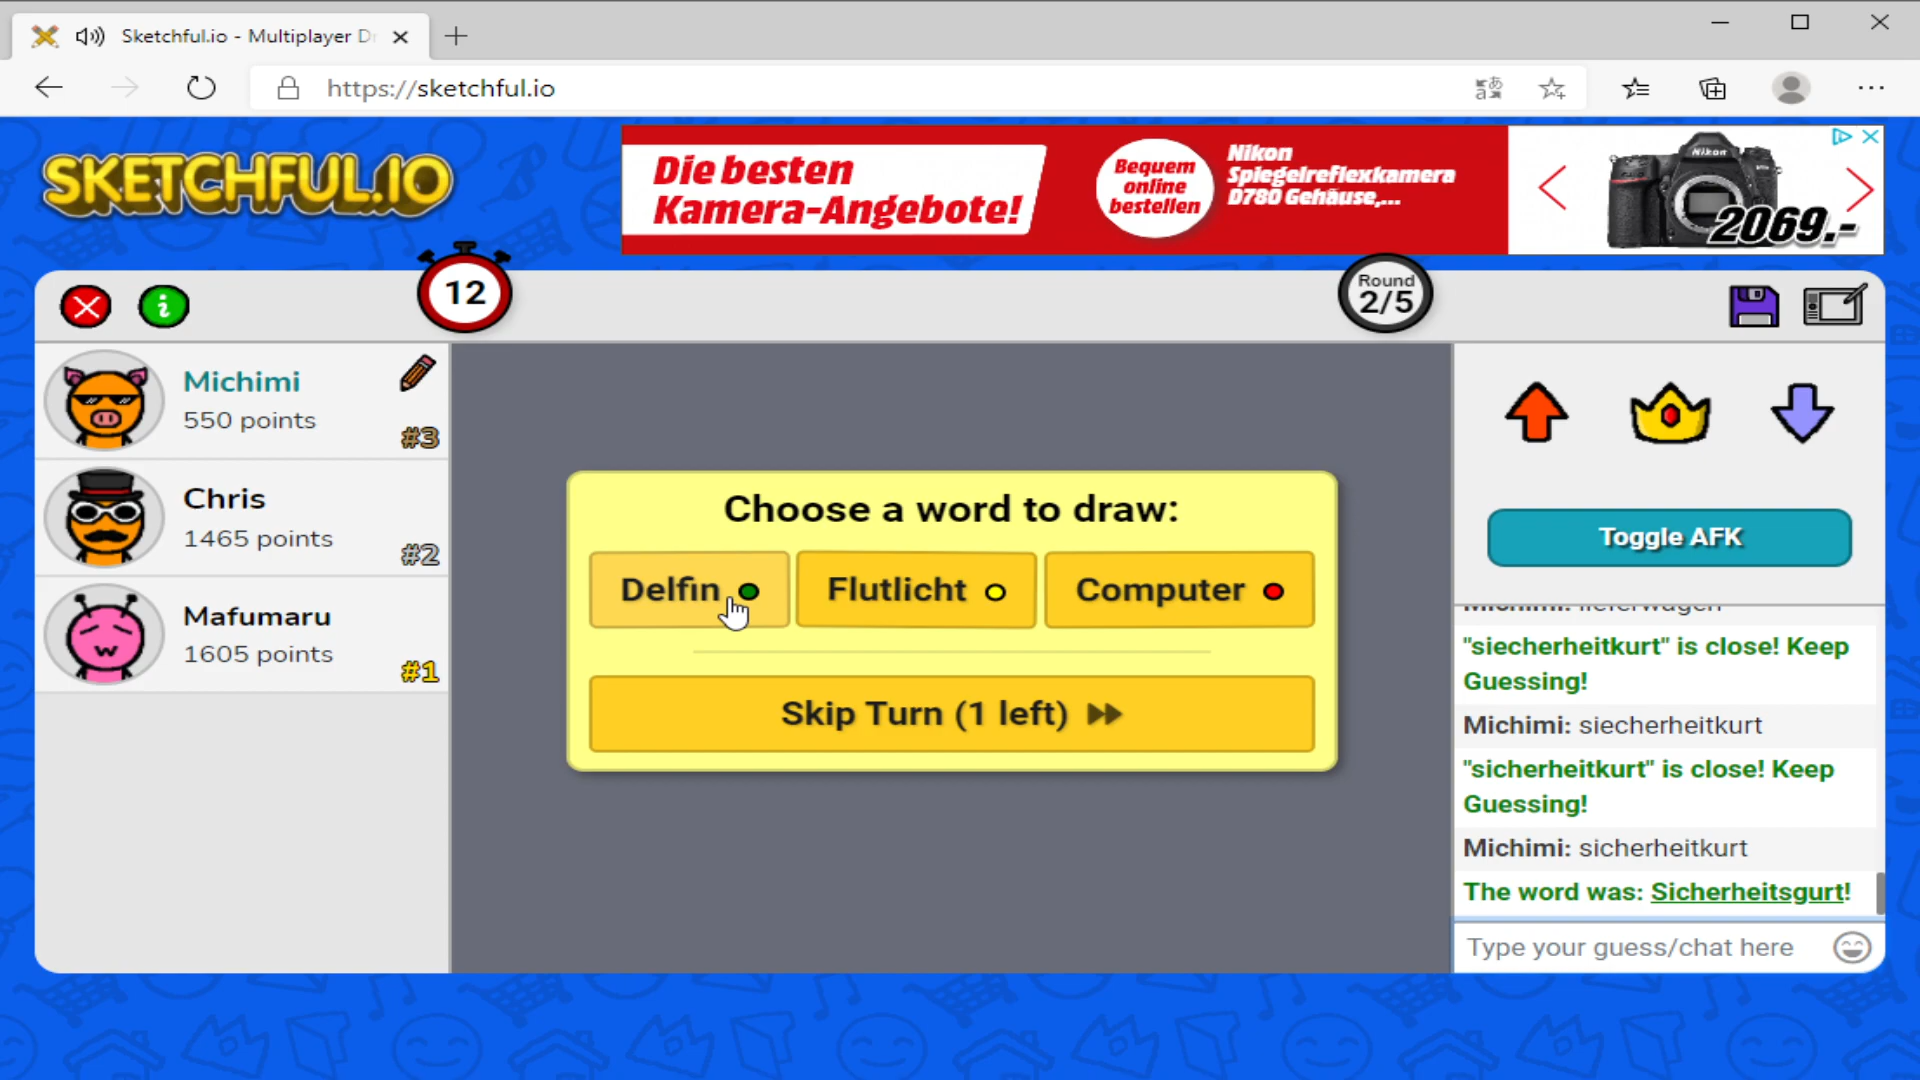 Sketchful.io - Multiplayer D
https://sketchful.io
SKETCHFUL.IO
Die besten
Kamera-Angebote!
Bequem
online
bestellen
Nikon
Spiegelreflexkamera
D780 Gehäuse,...
Nikon
2069.-
12
Round
2/5
Michimi
550 points
#3
Chris
1465 points
#2
Mafumaru
1605 points
#1
Choose a word to draw:
Delfin
Flutlicht
Computer
Skip Turn (1 left)
Toggle AFK
Michimi: lieferwagen
"siecherheitkurt" is close! Keep
Guessing!
Michimi: siecherheitkurt
"sicherheitkurt" is close! Keep
Guessing!
Michimi: sicherheitkurt
The word was: Sicherheitsgurt!
Type your guess/chat here